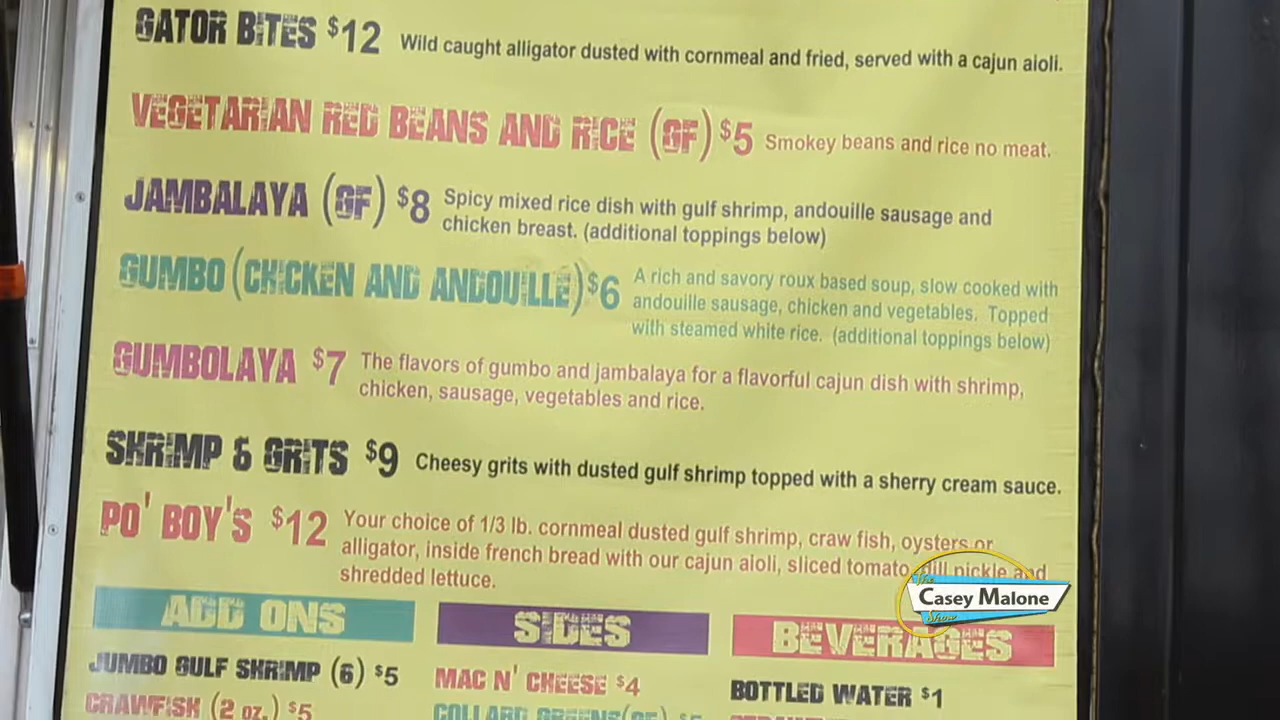 GATOR BITES $12 Wild caught alligator dusted with cornmeal and fried, served with a cajun aioli.
VEGETARIAN RED BEANS AND RICE (GF) $5 Smokey beans and rice no meat.
JAMBALAYA (GF) $8 Spicy mixed rice dish with gulf shrimp, andouille sausage and
chicken breast. (additional toppings below)
GUMBO (CHICKEN AND ANDOUILLE) $6 A rich and savory roux based soup, slow cooked with
andouille sausage, chicken and vegetables. Topped
with steamed white rice. (additional toppings below)
GUMBOLAYA $7 The flavors of gumbo and jambalaya for a flavorful cajun dish with shrimp,
chicken, sausage, vegetables and rice.
SHRIMP & GRITS $9 Cheesy grits with dusted gulf shrimp topped with a sherry cream sauce.
PO' BOY'S $12 Your choice of 1/3 lb. cornmeal dusted gulf shrimp, craw fish, oysters or
alligator, inside french bread with our cajun aioli, sliced tomato, dill pickle and
shredded lettuce.
The
Casey Malone
Show
ADD ONS SIDES BEVERAGES
JUMBO GULF SHRIMP (6) $5 MAC N' CHEESE $4 BOTTLED WATER $1
CRAWFISH (2 oz.) $5 COLLARD GREENS (GF) $5